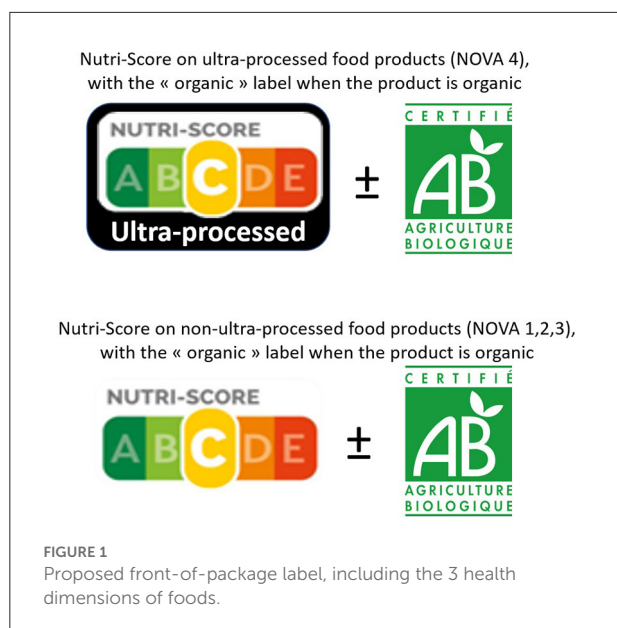 Nutri-Score on ultra-processed food products (NOVA 4),
with the « organic » label when the product is organic
NUTRI-SCORE
A B C D E
Ultra-processed
±
CERTIFIÉ
AB
AGRICULTURE
BIOLOGIQUE
Nutri-Score on non-ultra-processed food products (NOVA 1,2,3),
with the « organic » label when the product is organic
NUTRI-SCORE
A B C D E
±
CERTIFIÉ
AB
AGRICULTURE
BIOLOGIQUE
FIGURE 1
Proposed front-of-package label, including the 3 health
dimensions of foods.